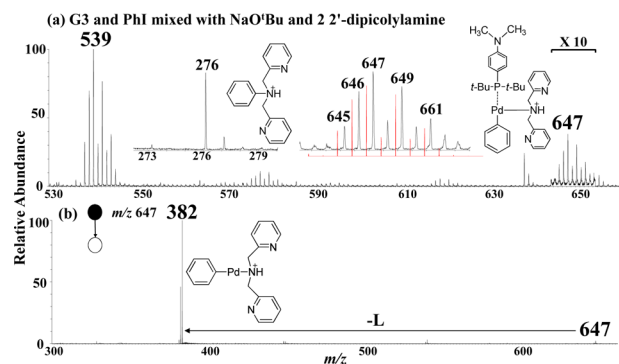 (a) G3 and PhI mixed with NaOᵗBu and 2 2'-dipicolylamine
100
50
0
Relative Abundance
539
276
273 276 279
N
NH
+
N
645
646
647
649
661
H₃C CH₃
N
t-Bu-P-t-Bu
Pd
NH
+
N
N
X 10
647
530 550 570 590 610 630 650
(b)
m/z 647
382
100
50
0
Pd-NH
+
N
N
-L
647
300 400 500 600
m/z